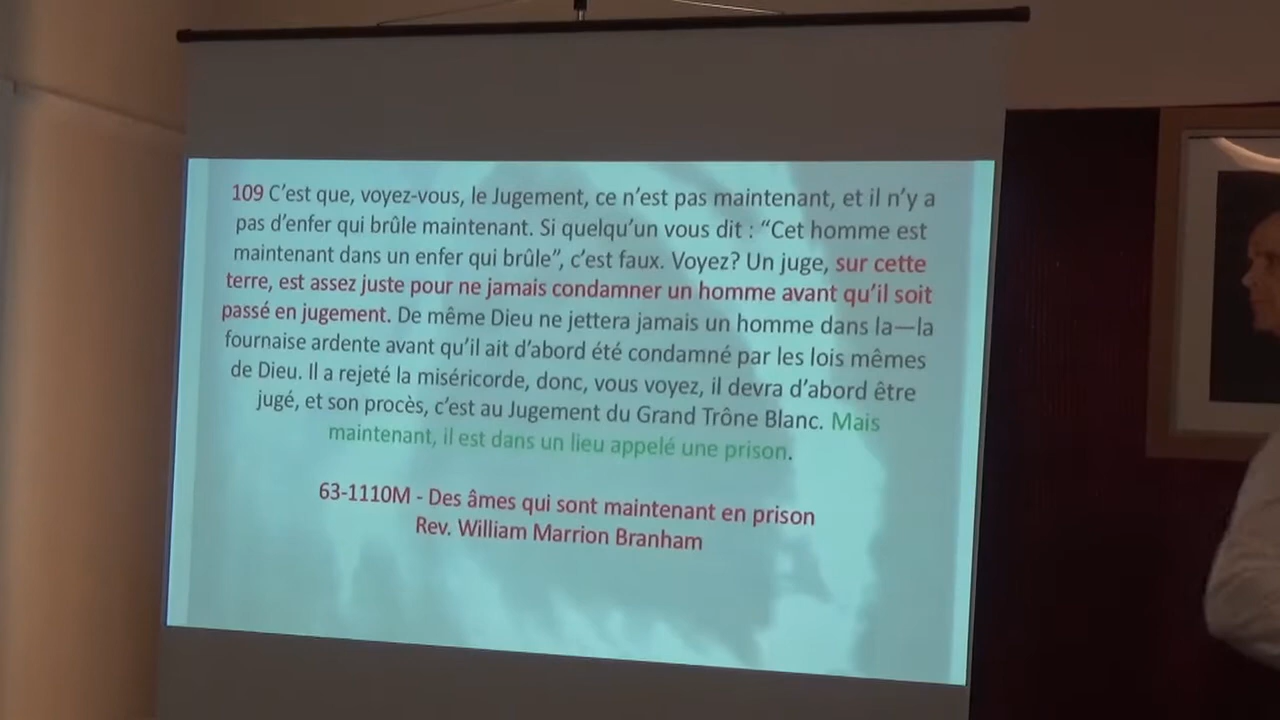 109 C’est que, voyez-vous, le Jugement, ce n’est pas maintenant, et il n’y a
pas d’enfer qui brûle maintenant. Si quelqu’un vous dit : “Cet homme est
maintenant dans un enfer qui brûle”, c’est faux. Voyez? Un juge, sur cette
terre, est assez juste pour ne jamais condamner un homme avant qu’il soit
passé en jugement. De même Dieu ne jettera jamais un homme dans la—la
fournaise ardente avant qu’il ait d’abord été condamné par les lois mêmes
de Dieu. Il a rejeté la miséricorde, donc, vous voyez, il devra d’abord être
jugé, et son procès, c’est au Jugement du Grand Trône Blanc. Mais
maintenant, il est dans un lieu appelé une prison.
63-1110M - Des âmes qui sont maintenant en prison
Rev. William Marrion Branham